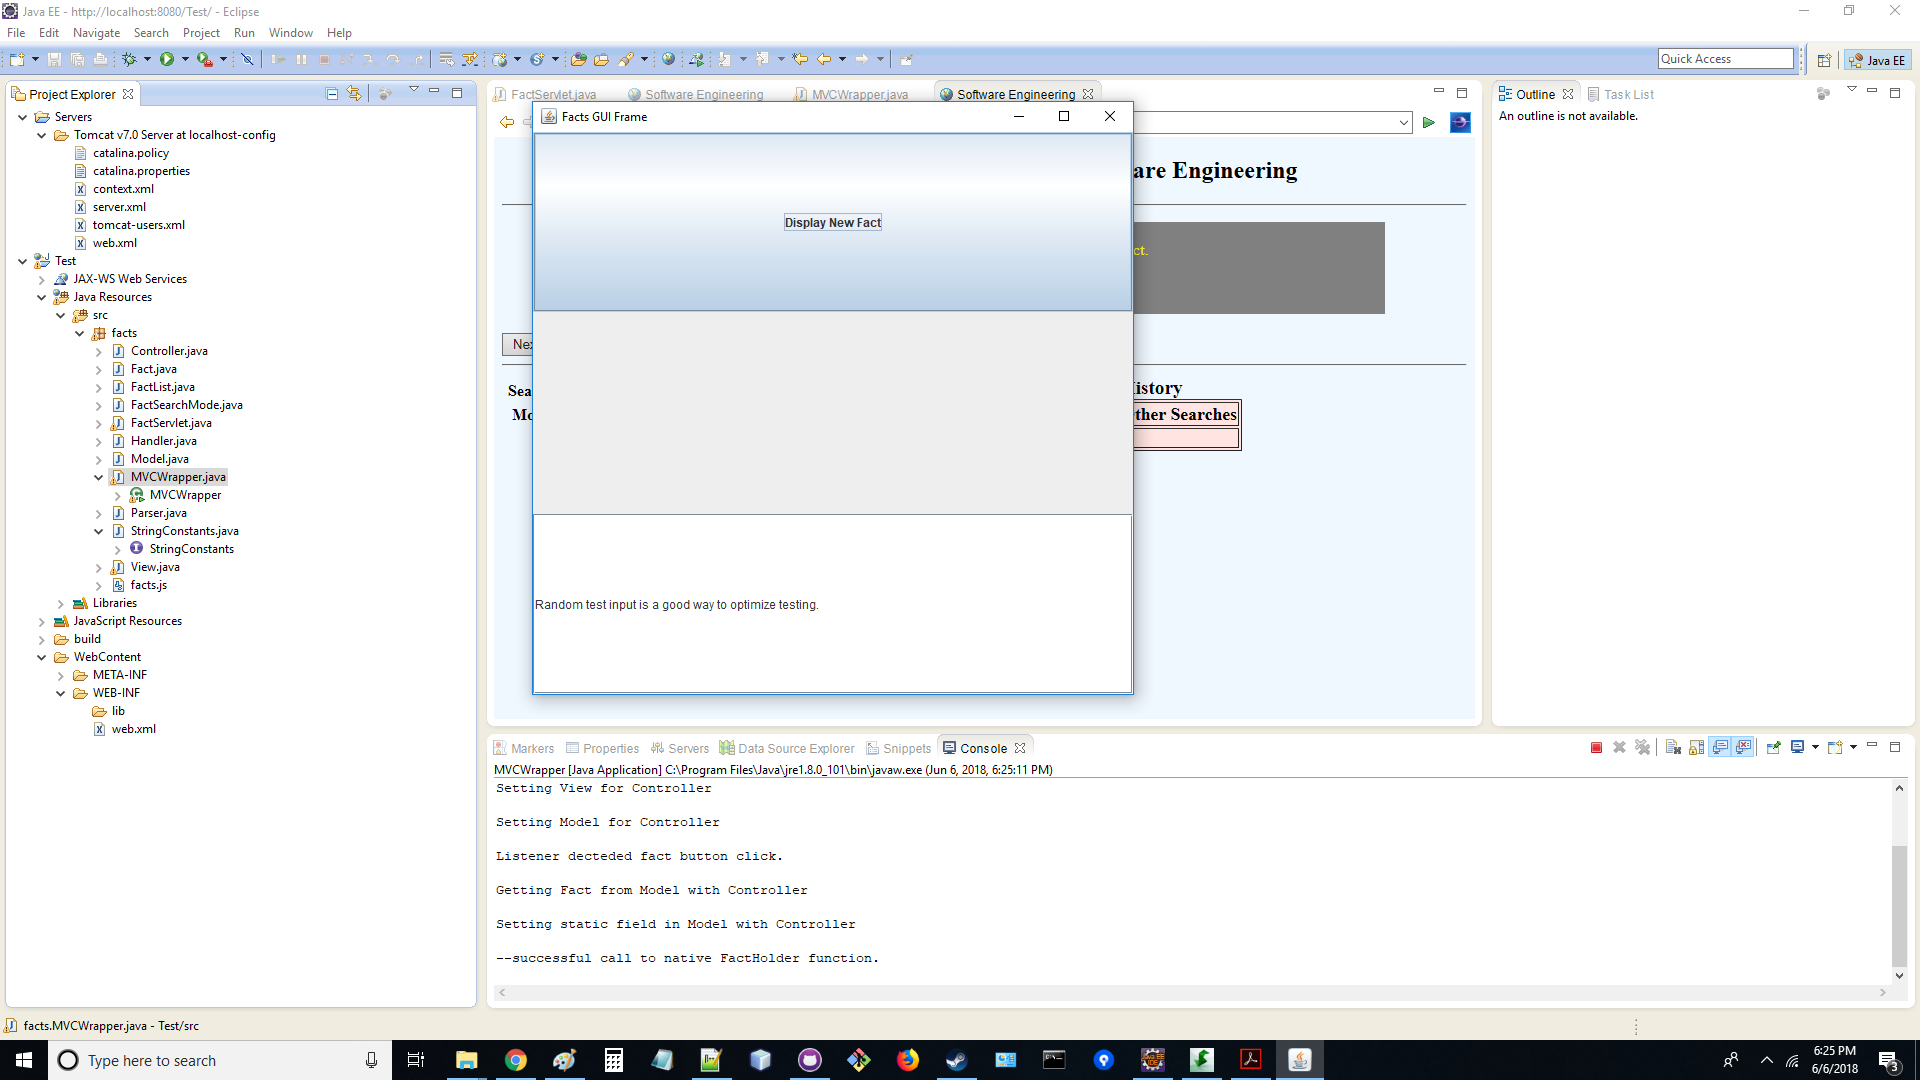 Java EE - http://localhost:8080/Test/ - Eclipse
File Edit Navigate Search Project Run Window Help
Quick Access
Java EE
Project Explorer
Servers
Tomcat v7.0 Server at localhost-config
catalina.policy
catalina.properties
context.xml
server.xml
tomcat-users.xml
web.xml
Test
JAX-WS Web Services
Java Resources
src
facts
Controller.java
Fact.java
FactList.java
FactSearchMode.java
FactServlet.java
Handler.java
Model.java
MVCWrapper.java
MVCWrapper
Parser.java
StringConstants.java
StringConstants
View.java
facts.js
Libraries
JavaScript Resources
build
WebContent
META-INF
WEB-INF
lib
web.xml
FactServlet.java Software Engineering MVCWrapper.java Software Engineering
Facts GUI Frame
Display New Fact
Random test input is a good way to optimize testing.
are Engineering
ct.
Nex
Sea
Mo
istory
ther Searches
Outline Task List
An outline is not available.
Markers Properties Servers Data Source Explorer Snippets Console
MVCWrapper [Java Application] C:\Program Files\Java\jre1.8.0_101\bin\javaw.exe (Jun 6, 2018, 6:25:11 PM)
Setting View for Controller
Setting Model for Controller
Listener decteded fact button click.
Getting Fact from Model with Controller
Setting static field in Model with Controller
--successful call to native FactHolder function.
facts.MVCWrapper.java - Test/src
Type here to search
6:25 PM
6/6/2018
3